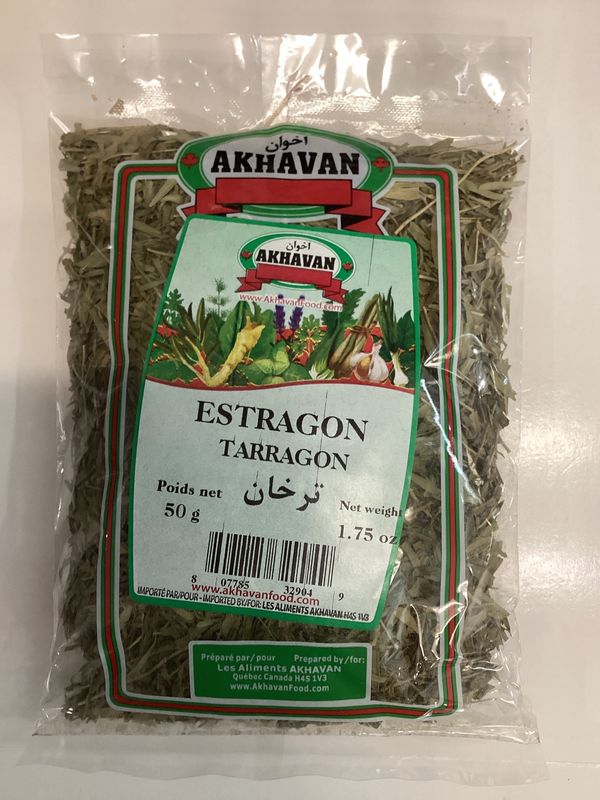 اخوان
AKHAVAN
اخوان
AKHAVAN
www.AkhavanFood.com
ESTRAGON
TARRAGON
ترخان
Poids net
50 g
Net weight
1.75 oz
8 07785 32904 9
www.akhavanfood.com
IMPORTÉ PAR/POUR - IMPORTED BY/FOR: LES ALIMENTS AKHAVAN-H4S 1V3
Préparé par/pour Prepared by/for:
Les Aliments AKHAVAN
Québec Canada H4S 1V3
www.AkhavanFood.com